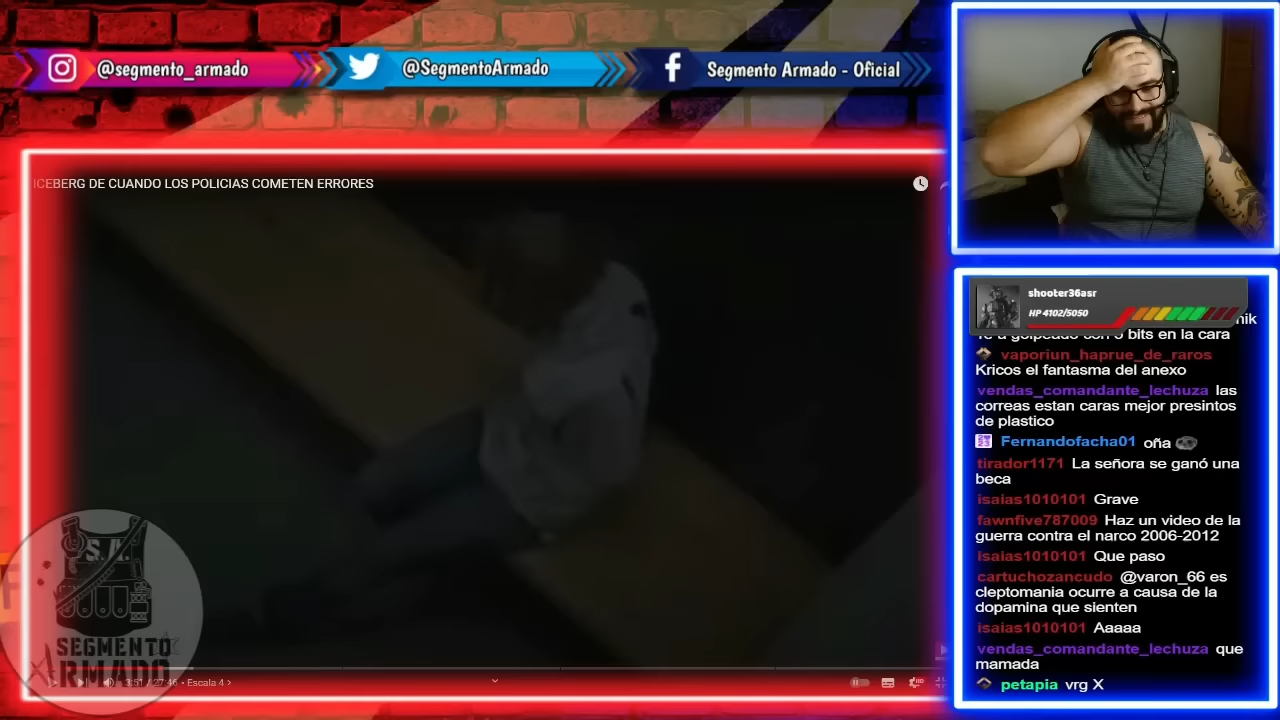 @segmento_armado
@SegmentoArmado
Segmento Armado - Oficial
ICEBERG DE CUANDO LOS POLICIAS COMETEN ERRORES
shooter36asr
HP 4102/5050
bits en la cara
vaporiun_haprue_de_raros
Kricos el fantasma del anexo
vendas_comandante_lechuza las
correas estan caras mejor presintos
de plastico
Fernandofacha01 oña
tirador1171 La señora se ganó una
beca
isaias1010101 Grave
fawnfive787009 Haz un video de la
guerra contra el narco 2006-2012
isaias1010101 Que paso
cartuchozancudo @varon_66 es
cleptomania ocurre a causa de la
dopamina que sienten
isaias1010101 Aaaaa
vendas_comandante_lechuza que
mamada
petapia vrg X
S.A.
SEGMENTO
ARMADO
3:51 / 27:46 • Escala 4 >